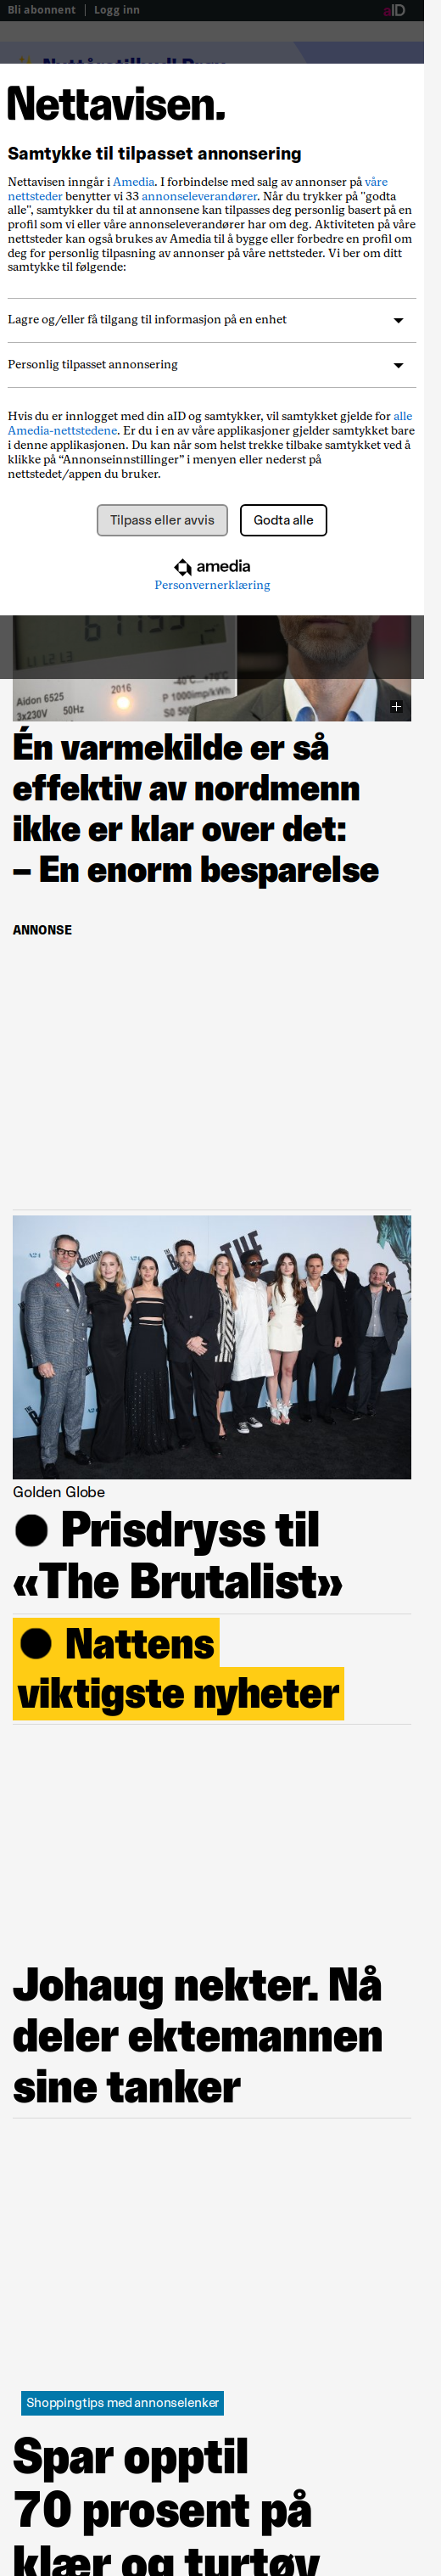 Bli abonnent
Logg inn
aID
Nettavisen.
Samtykke til tilpasset annonsering
Nettavisen inngår i Amedia. I forbindelse med salg av annonser på våre
nettsteder benytter vi 33 annonseleverandører. Når du trykker på "godta
alle", samtykker du til at annonsene kan tilpasses deg personlig basert på en
profil som vi eller våre annonseleverandører har om deg. Aktiviteten på våre
nettsteder kan også brukes av Amedia til å bygge eller forbedre en profil om
deg for personlig tilpasning av annonser på våre nettsteder. Vi ber om ditt
samtykke til følgende:
Lagre og/eller få tilgang til informasjon på en enhet
Personlig tilpasset annonsering
Hvis du er innlogget med din aID og samtykker, vil samtykket gjelde for alle
Amedia-nettstedene. Er du i en av våre applikasjoner gjelder samtykket bare
i denne applikasjonen. Du kan når som helst trekke tilbake samtykket ved å
klikke på “Annonseinnstillinger” i menyen eller nederst på
nettstedet/appen du bruker.
Tilpass eller avvis
Godta alle
amedia
Personvernerklæring
Aidon 6525
2016
3x230V
50Hz
-40°C...+70°C
P 1000imp/kWh
Én varmekilde er så
effektiv av nordmenn
ikke er klar over det:
– En enorm besparelse
ANNONSE
THE
Golden Globe
Prisdryss til
«The Brutalist»
Nattens
viktigste nyheter
Johaug nekter. Nå
deler ektemannen
sine tanker
Shoppingtips med annonselenker
Spar opptil
70 prosent på
klær og turtøy